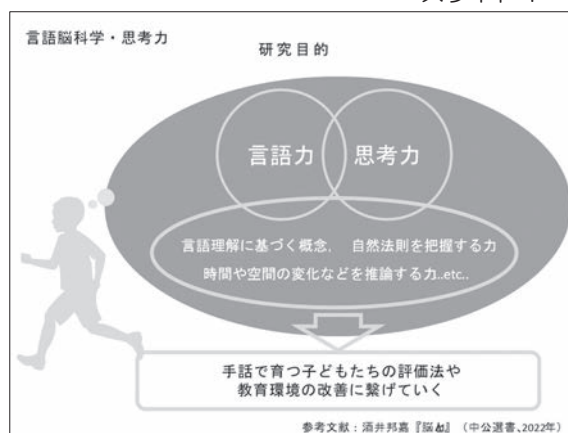 言語脳科学・思考力
研究目的
言語力
思考力
言語理解に基づく概念、 自然法則を把握する力
時間や空間の変化などを推論する力..etc..
手話で育つ子どもたちの評価法や
教育環境の改善に繋げていく
参考文献:酒井邦嘉『脳 』（中公選書、2022年）